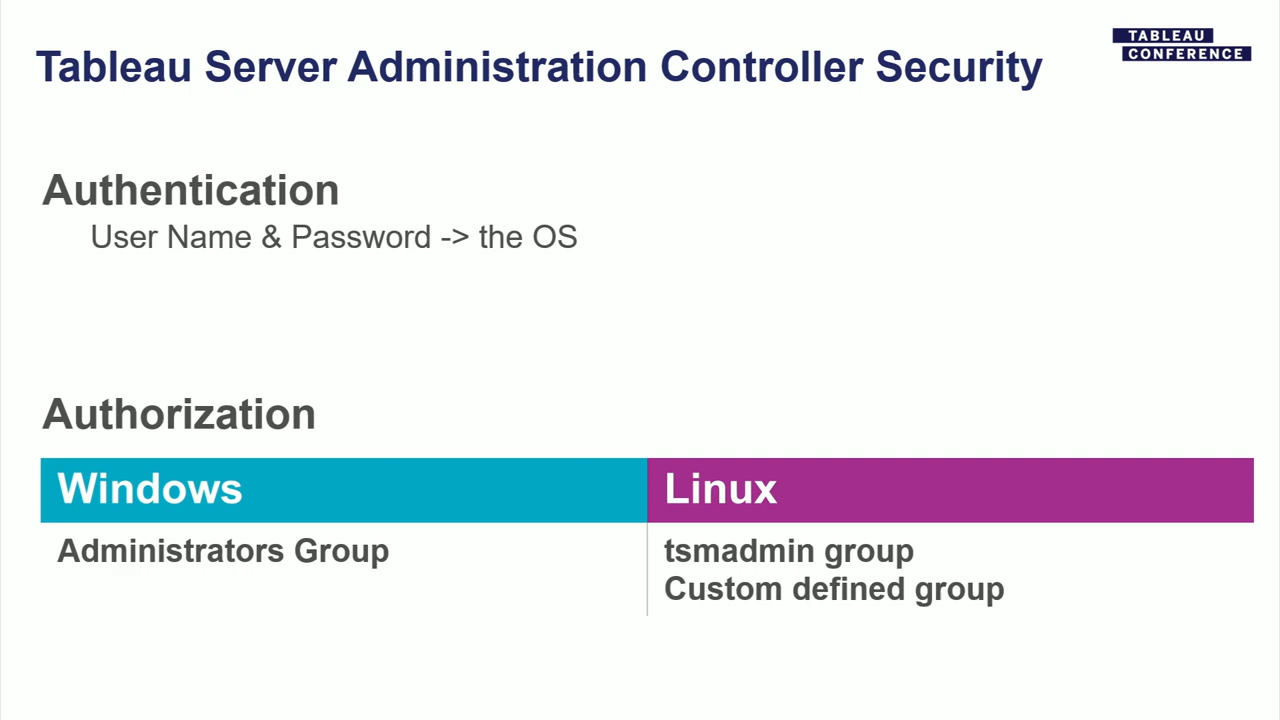 TABLEAU
CONFERENCE
Tableau Server Administration Controller Security
Authentication
User Name & Password -> the OS
Authorization
Windows
Linux
Administrators Group
tsmadmin group
Custom defined group